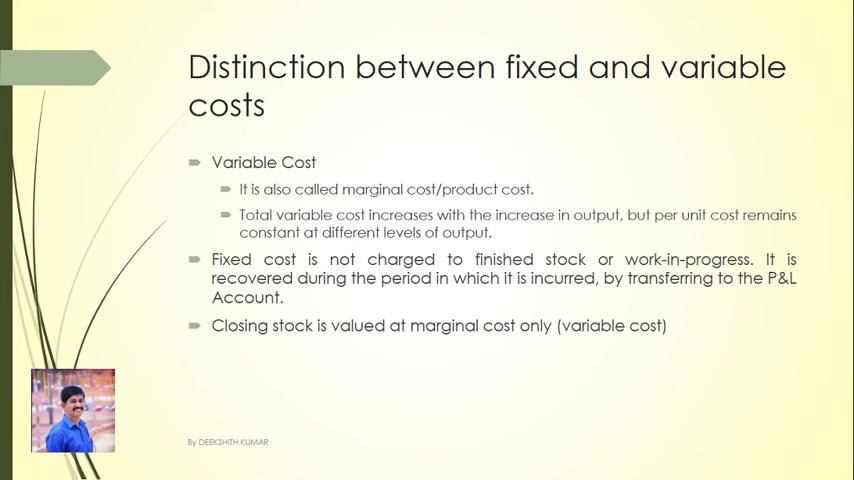 Distinction between fixed and variable
costs
Variable Cost
It is also called marginal cost/product cost.
Total variable cost increases with the increase in output, but per unit cost remains
constant at different levels of output.
Fixed cost is not charged to finished stock or work-in-progress. It is
recovered during the period in which it is incurred, by transferring to the P&L
Account.
Closing stock is valued at marginal cost only (variable cost)
By DEEKSHITH KUMAR